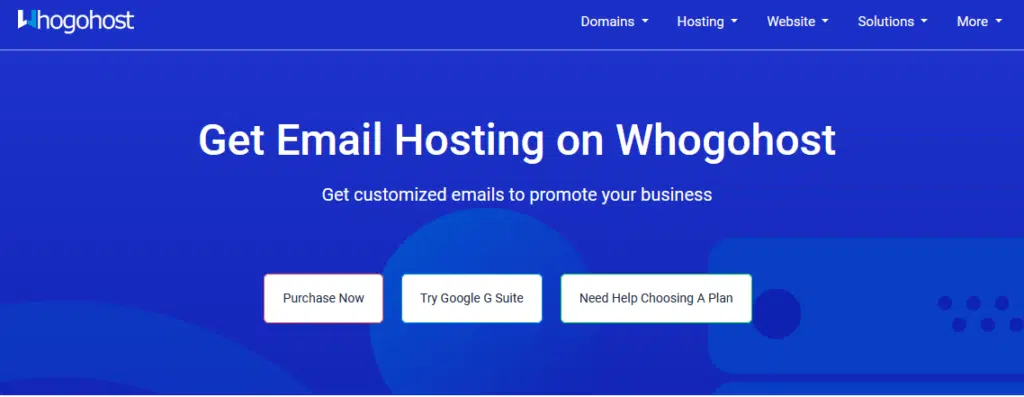 Whogohost
Domains Hosting Website Solutions More
Get Email Hosting on Whogohost
Get customized emails to promote your business
Purchase Now Try Google G Suite Need Help Choosing A Plan